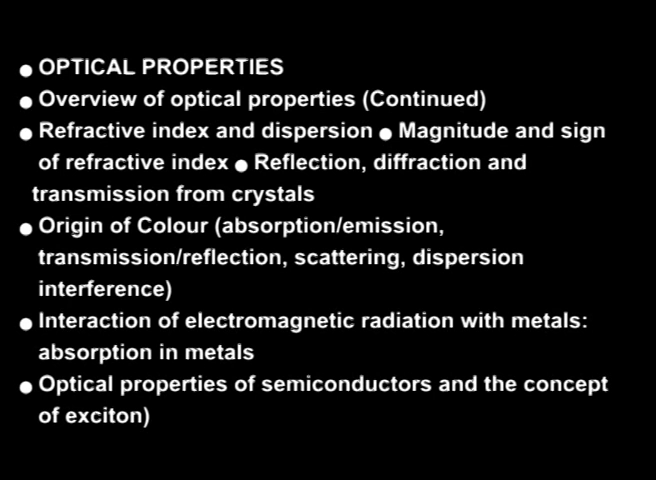 ● OPTICAL PROPERTIES
● Overview of optical properties (Continued)
● Refractive index and dispersion ● Magnitude and sign
of refractive index ● Reflection, diffraction and
transmission from crystals
● Origin of Colour (absorption/emission,
transmission/reflection, scattering, dispersion
interference)
● Interaction of electromagnetic radiation with metals:
absorption in metals
● Optical properties of semiconductors and the concept
of exciton)